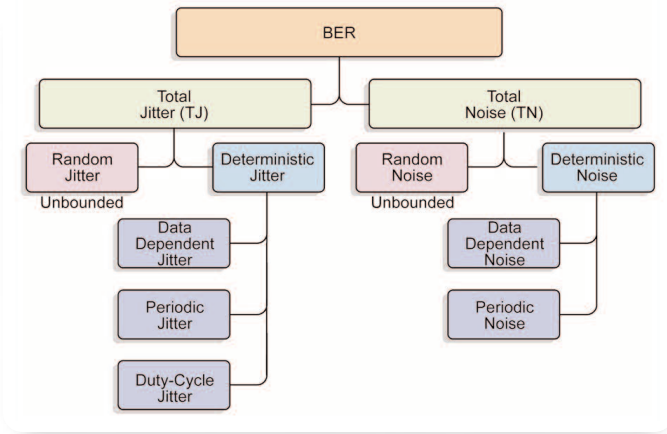 BER
Total
Jitter (TJ)
Total
Noise (TN)
Random
Jitter
Deterministic
Jitter
Random
Noise
Deterministic
Noise
Unbounded
Unbounded
Data
Dependent
Jitter
Data
Dependent
Noise
Periodic
Jitter
Periodic
Noise
Duty-Cycle
Jitter